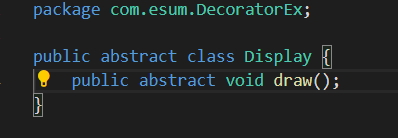 package com.esum.DecoratorEx;
public abstract class Display {
public abstract void draw();
}